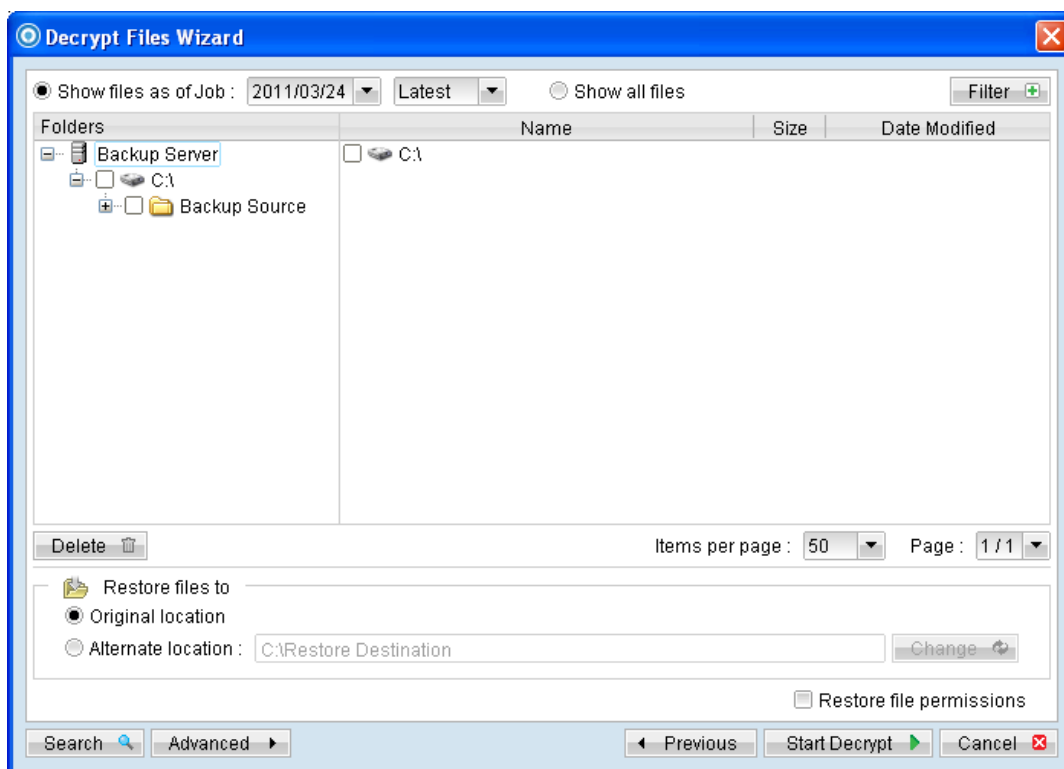 Decrypt Files Wizard
Show files as of Job : 2011/03/24 Latest Show all files Filter
Folders Name Size Date Modified
Backup Server C:\
C:\
Backup Source
Delete Items per page : 50 Page : 1 / 1
Restore files to
Original location
Alternate location : C:\Restore Destination Change
Restore file permissions
Search Advanced Previous Start Decrypt Cancel